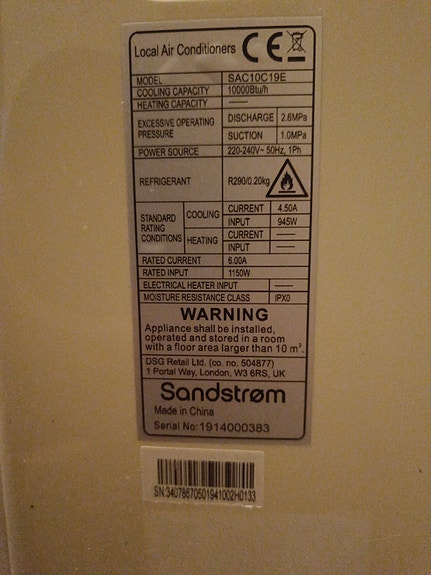 Local Air Conditioners CE
MODEL SAC10C19E
COOLING CAPACITY 10000Btu/h
HEATING CAPACITY ——
EXCESSIVE OPERATING PRESSURE DISCHARGE 2.6MPa
SUCTION 1.0MPa
POWER SOURCE 220-240V~ 50Hz, 1Ph
REFRIGERANT R290/0.20kg
STANDARD RATING CONDITIONS COOLING CURRENT 4.50A
INPUT 945W
HEATING CURRENT ——
INPUT ——
RATED CURRENT 6.00A
RATED INPUT 1150W
ELECTRICAL HEATER INPUT ——
MOISTURE RESISTANCE CLASS IPX0
WARNING
Appliance shall be installed,
operated and stored in a room
with a floor area larger than 10 m².
DSG Retail Ltd. (co. no. 504877)
1 Portal Way, London, W3 6RS, UK
Sandstrøm
Made in China
Serial No:1914000383
SN:34078670501941002H0133